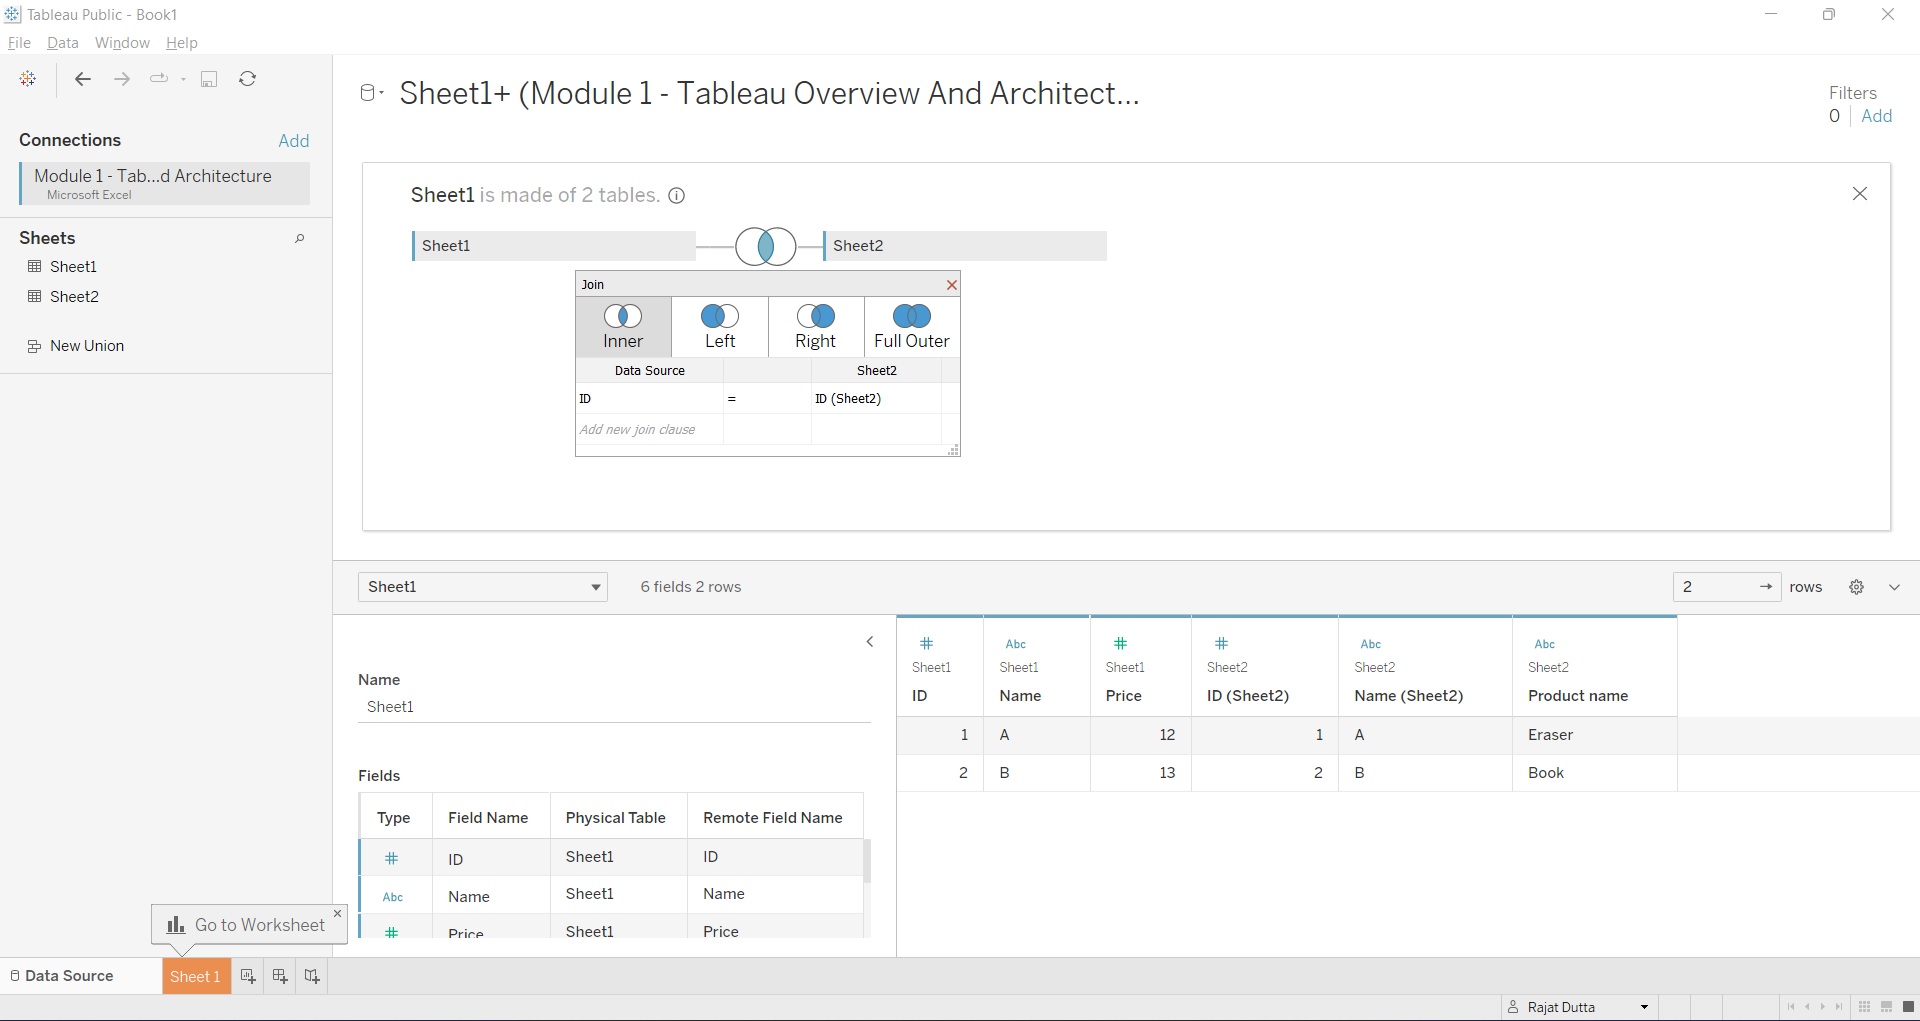 Tableau Public - Book1
File Data Window Help
Connections Add
Module 1 - Tab...d Architecture
Microsoft Excel
Sheets
Sheet1
Sheet2
New Union
Sheet1+ (Module 1 - Tableau Overview And Architect...
Filters
0 Add
Sheet1 is made of 2 tables.
Sheet1 Sheet2
Join
Inner Left Right Full Outer
Data Source Sheet2
ID = ID (Sheet2)
Add new join clause
Sheet1 6 fields 2 rows 2 → rows
Name
Sheet1
Fields
Type Field Name Physical Table Remote Field Name
# ID Sheet1 ID
Abc Name Sheet1 Name
# Price Sheet1 Price
# Abc # # Abc Abc
Sheet1 Sheet1 Sheet1 Sheet2 Sheet2 Sheet2
ID Name Price ID (Sheet2) Name (Sheet2) Product name
1 A 12 1 A Eraser
2 B 13 2 B Book
Go to Worksheet
Data Source Sheet 1
Rajat Dutta